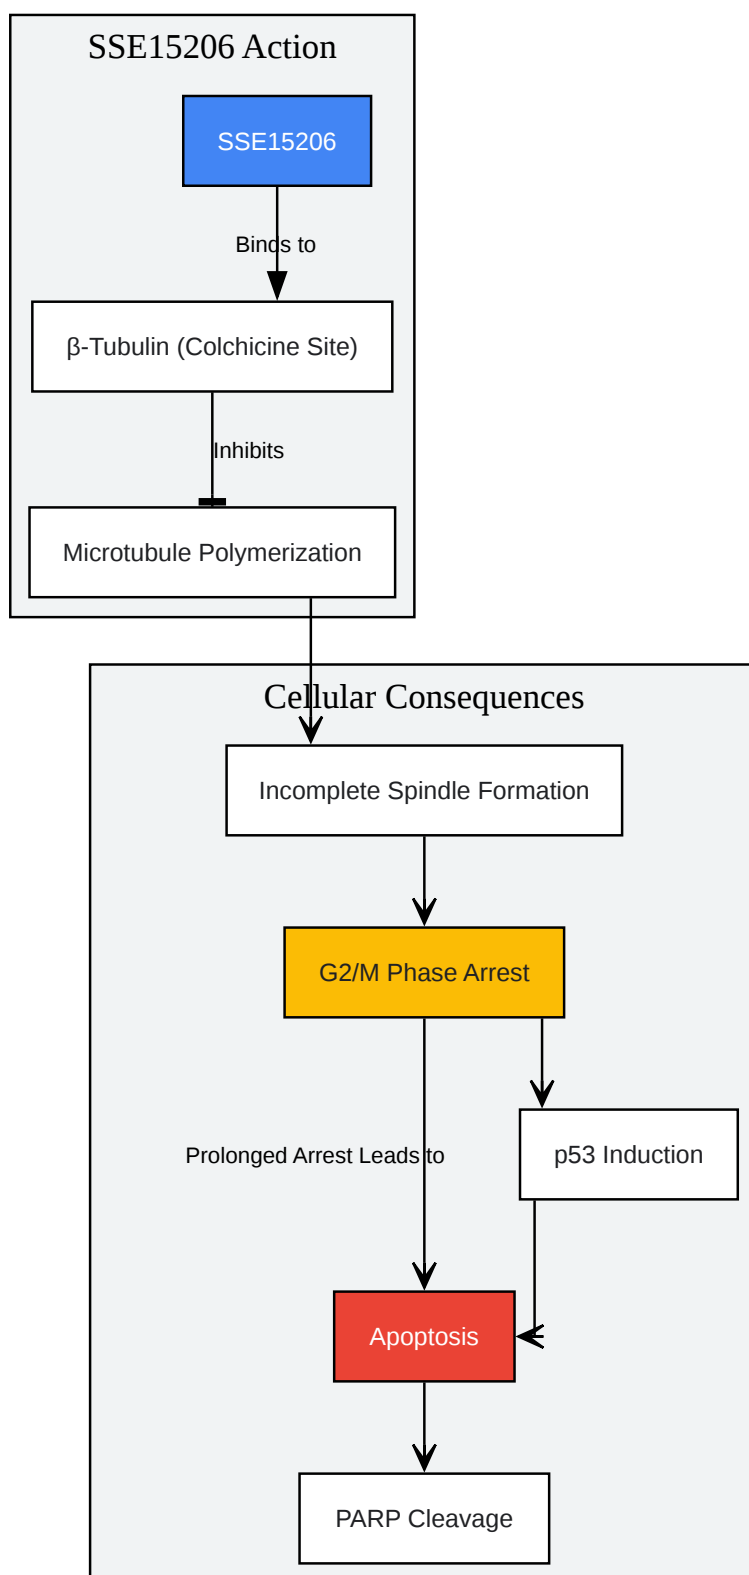 SSE15206 Action
SSE15206
Binds to
β-Tubulin (Colchicine Site)
Inhibits
Microtubule Polymerization
Cellular Consequences
Incomplete Spindle Formation
G2/M Phase Arrest
Prolonged Arrest Leads to
p53 Induction
Apoptosis
PARP Cleavage